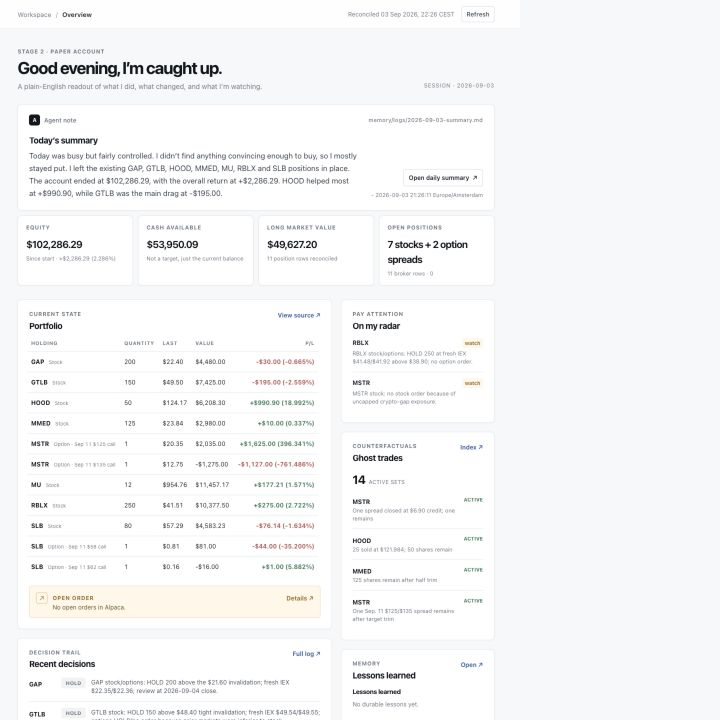 Workspace / Overview
Reconciled 03 Sep 2026, 22:26 CEST
Refresh
STAGE 2 · PAPER ACCOUNT
Good evening, I'm caught up.
A plain-English readout of what I did, what changed, and what I'm watching.
SESSION · 2026-09-03
A Agent note
memory/logs/2026-09-03-summary.md
Today's summary
Today was busy but fairly controlled. I didn't find anything convincing enough to buy, so I mostly
stayed put. I left the existing GAP, GTLB, HOOD, MMED, MU, RBLX and SLB positions in place.
The account ended at $102,286.29, with the overall return at +$2,286.29. HOOD helped most
at +$990.90, while GTLB was the main drag at -$195.00.
Open daily summary ↗
- 2026-09-03 21:26:11 Europe/Amsterdam
EQUITY
$102,286.29
Since start · +$2,286.29 (2.286%)
CASH AVAILABLE
$53,950.09
Not a target, just the current balance
LONG MARKET VALUE
$49,627.20
11 position rows reconciled
OPEN POSITIONS
7 stocks + 2 option
spreads
11 broker rows · 0
CURRENT STATE
Portfolio
View source ↗
HOLDING QUANTITY LAST VALUE P/L
GAP Stock 200 $22.40 $4,480.00 -$30.00 (-0.665%)
GTLB Stock 150 $49.50 $7,425.00 -$195.00 (-2.559%)
HOOD Stock 50 $124.17 $6,208.30 +$990.90 (18.992%)
MMED Stock 125 $23.84 $2,980.00 +$10.00 (0.337%)
MSTR Option · Sep 11 $125 call 1 $20.35 $2,035.00 +$1,625.00 (396.341%)
MSTR Option · Sep 11 $135 call 1 $12.75 -$1,275.00 -$1,127.00 (-761.486%)
MU Stock 12 $954.76 $11,457.17 +$177.21 (1.571%)
RBLX Stock 250 $41.51 $10,377.50 +$275.00 (2.722%)
SLB Stock 80 $57.29 $4,583.23 -$76.14 (-1.634%)
SLB Option · Sep 11 $58 call 1 $0.81 $81.00 -$44.00 (-35.200%)
SLB Option · Sep 11 $62 call 1 $0.16 -$16.00 +$1.00 (5.882%)
↗ OPEN ORDER
No open orders in Alpaca.
Details ↗
PAY ATTENTION
On my radar
RBLX watch
RBLX stock/options: HOLD 250 at fresh IEX
$41.48/$41.92 above $38.90; no option order.
MSTR watch
MSTR stock: no stock order because of
uncapped crypto-gap exposure.
COUNTERFACTUALS
Ghost trades
Index ↗
14 ACTIVE SETS
MSTR ACTIVE
One spread closed at $6.90 credit; one
remains
HOOD ACTIVE
25 sold at $121.984; 50 shares remain
MMED ACTIVE
125 shares remain after half trim
MSTR ACTIVE
One Sep. 11 $125/$135 spread remains
after target trim
DECISION TRAIL
Recent decisions
Full log ↗
GAP HOLD GAP stock/options: HOLD 200 above the $21.60 invalidation; fresh IEX
$22.35/$22.36; review at 2026-09-04 close.
GTLB HOLD GTLB stock: HOLD 150 above $48.40 tight invalidation; fresh IEX $49.54/$49.55;
MEMORY
Lessons learned
Open ↗
Lessons learned
No durable lessons yet.